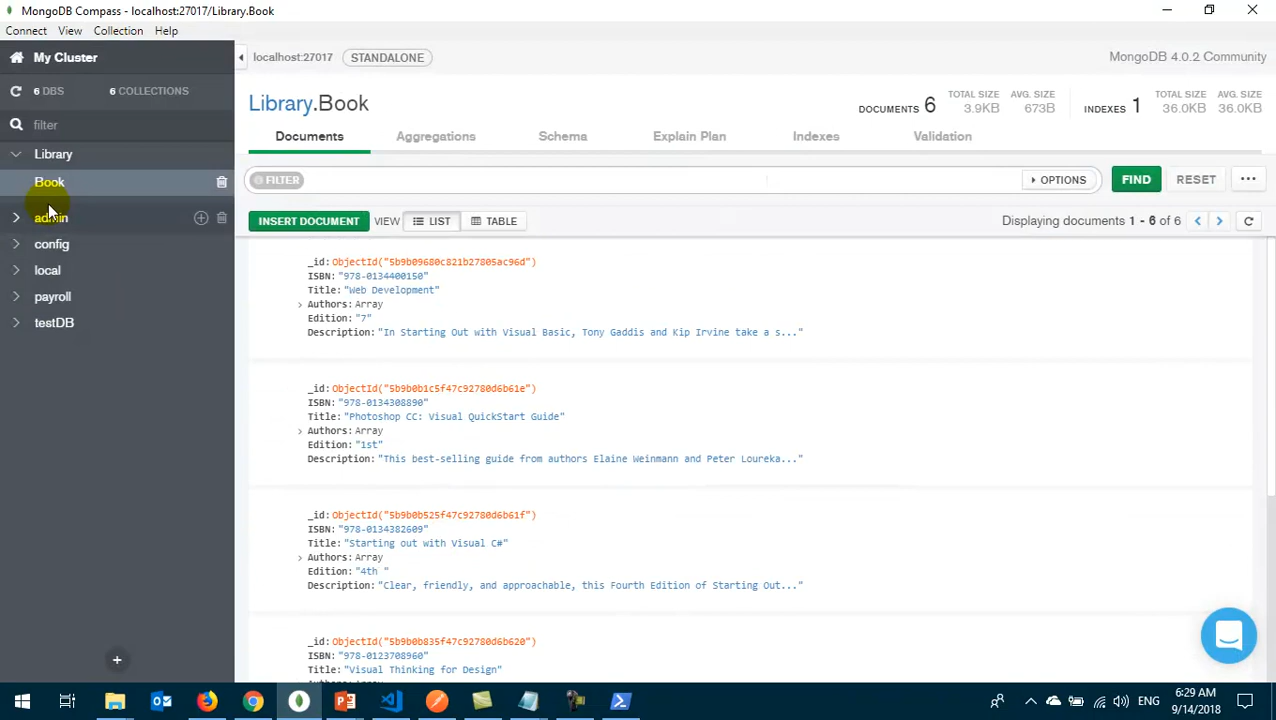 MongoDB Compass - localhost:27017/Library.Book
Connect View Collection Help
My Cluster
localhost:27017 STANDALONE
MongoDB 4.0.2 Community
6 DBS 6 COLLECTIONS
filter
Library
Book
admin
config
local
payroll
testDB
Library.Book
DOCUMENTS 6
TOTAL SIZE 3.9KB
AVG. SIZE 673B
INDEXES 1
TOTAL SIZE 36.0KB
AVG. SIZE 36.0KB
Documents Aggregations Schema Explain Plan Indexes Validation
FILTER
OPTIONS
FIND
RESET
INSERT DOCUMENT VIEW LIST TABLE
Displaying documents 1 - 6 of 6
_id: ObjectId("5b9b09680c821b27805ac96d")
ISBN: "978-0134400150"
Title: "Web Development"
Authors: Array
Edition: "7"
Description: "In Starting Out with Visual Basic, Tony Gaddis and Kip Irvine take a s..."
_id: ObjectId("5b9b0b1c5f47c92780d6b61e")
ISBN: "978-0134308890"
Title: "Photoshop CC: Visual QuickStart Guide"
Authors: Array
Edition: "1st"
Description: "This best-selling guide from authors Elaine Weinmann and Peter Loureka..."
_id: ObjectId("5b9b0b525f47c92780d6b61f")
ISBN: "978-0134382609"
Title: "Starting out with Visual C#"
Authors: Array
Edition: "4th "
Description: "Clear, friendly, and approachable, this Fourth Edition of Starting Out..."
_id: ObjectId("5b9b0b835f47c92780d6b620")
ISBN: "978-0123708960"
Title: "Visual Thinking for Design"
ENG
6:29 AM
9/14/2018